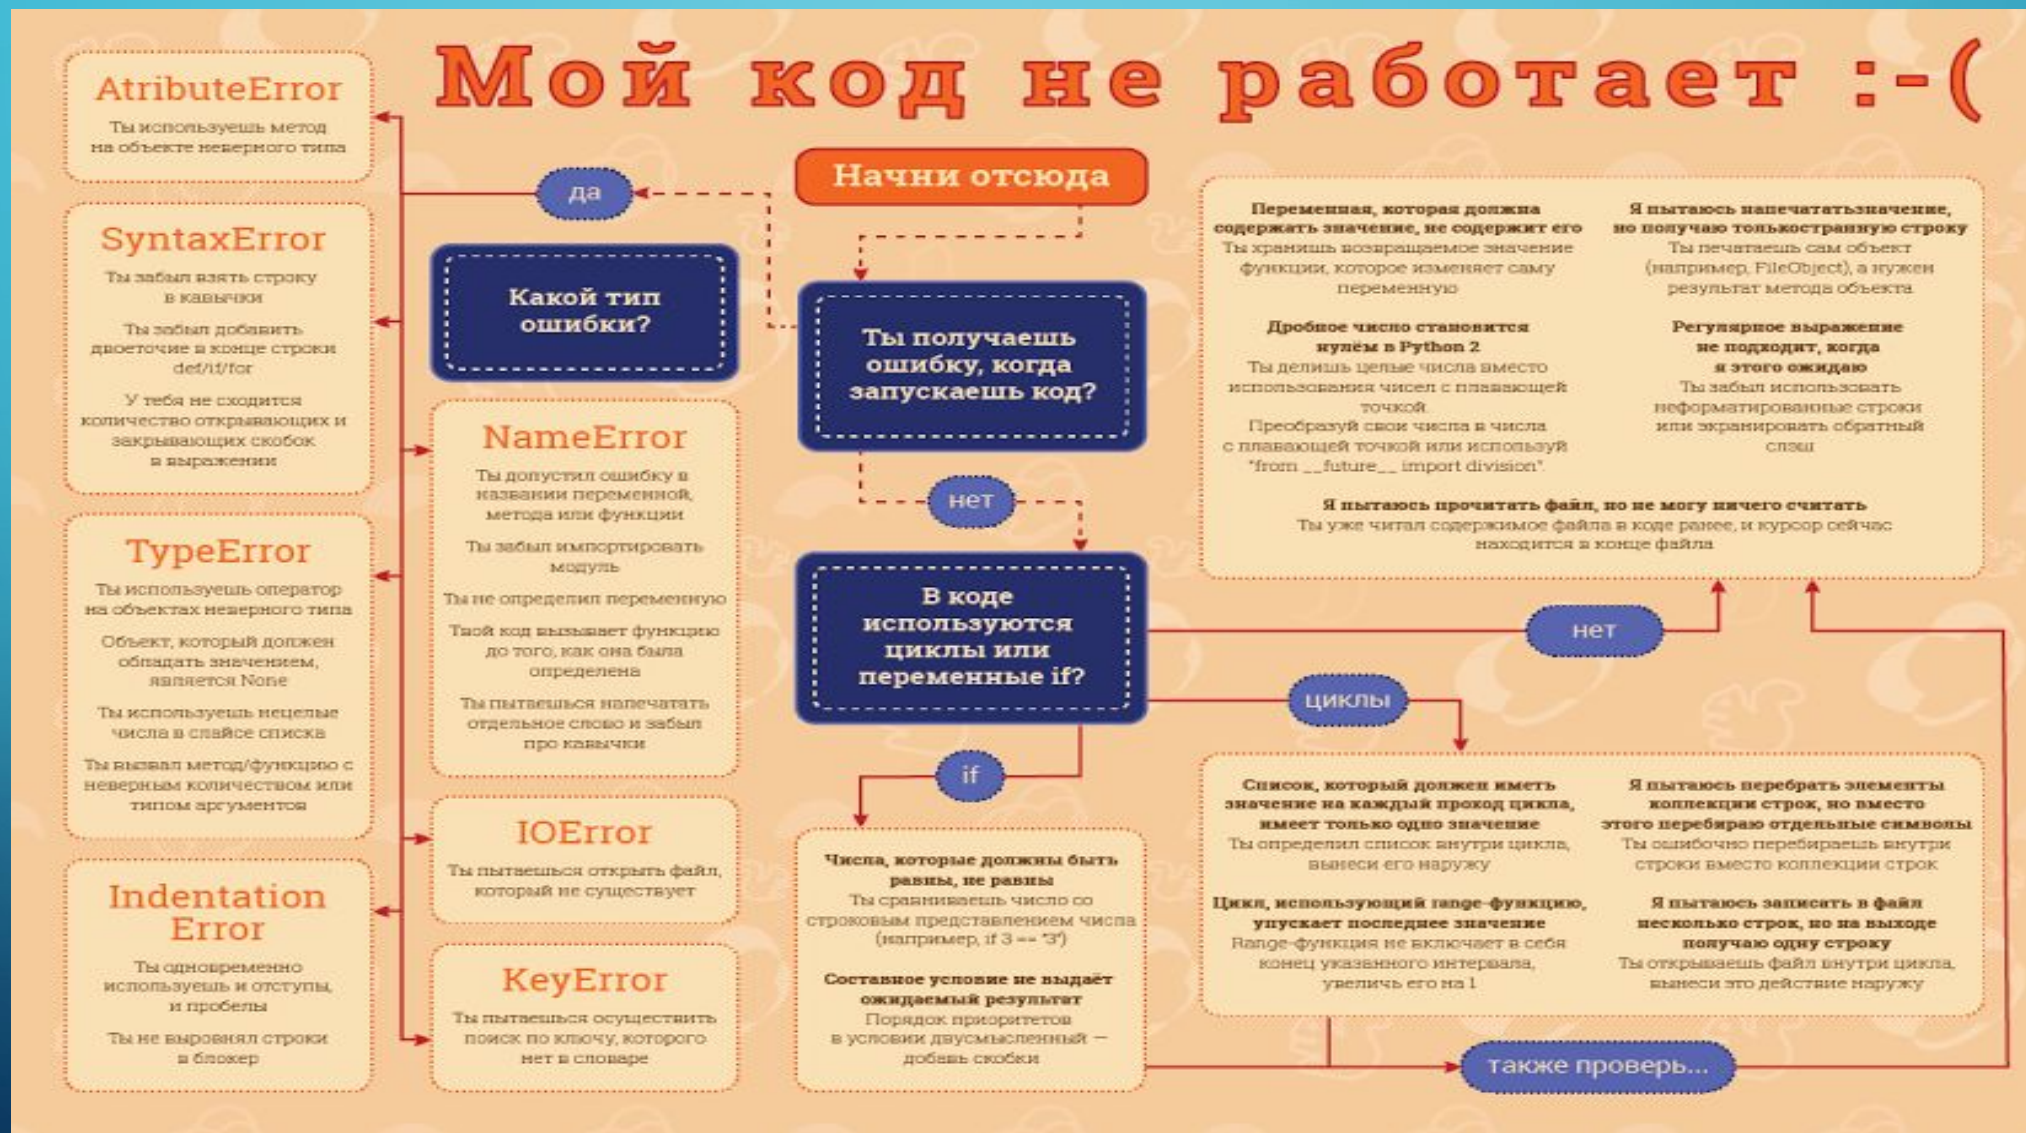 Мой код не работает :-(
AtributeError
Ты используешь метод
на объекте неверного типа
SyntaxError
Ты забыл взять строку
в кавычки
Ты забыл добавить
двоеточие в конце строки
def/if/for
У тебя не сходится
количество открывающих и
закрывающих скобок
в выражении
TypeError
Ты используешь оператор
на объектах неверного типа
Объект, который должен
обладать значением,
является None
Ты используешь нецелые
числа в слайсе списка
Ты вызвал метод/функцию с
неверным количеством или
типом аргументов
Indentation
Error
Ты одновременно
используешь и отступы,
и пробелы
Ты не выровнял строки
в блокер
да
Какой тип
ошибки?
NameError
Ты допустил ошибку в
названии переменной,
метода или функции
Ты забыл импортировать
модуль
Ты не определил переменную
Твой код вызывает функцию
до того, как она была
определена
Ты пытаешься напечатать
отдельное слово и забыл
про кавычки
IOError
Ты пытаешься открыть файл,
который не существует
KeyError
Ты пытаешься осуществить
поиск по ключу, которого
нет в словаре
Начни отсюда
Ты получаешь
ошибку, когда
запускаешь код?
нет
В коде
используются
циклы или
переменные if?
if
Числа, которые должны быть
равны, не равны
Ты сравниваешь число со
строковым представлением числа
(например, if 3 == "3")
Составное условие не выдаёт
ожидаемый результат
Порядок приоритетов
в условии двусмысленный —
добавь скобки
Переменная, которая должна
содержать значение, не содержит его
Ты хранишь возвращаемое значение
функции, которое изменяет саму
переменную
Дробное число становится
нулём в Python 2
Ты делишь целые числа вместо
использования чисел с плавающей
точкой.
Преобразуй свои числа в числа
с плавающей точкой или используй
"from __future__ import division".
Я пытаюсь напечататьзначение,
но получаю толькостранную строку
Ты печатаешь сам объект
(например, FileObject), а нужен
результат метода объекта
Регулярное выражение
не подходит, когда
я этого ожидаю
Ты забыл использовать
неформатированные строки
или экранировать обратный
слэш
Я пытаюсь прочитать файл, но не могу ничего считать
Ты уже читал содержимое файла в коде ранее, и курсор сейчас
находится в конце файла
нет
циклы
Список, который должен иметь
значение на каждый проход цикла,
имеет только одно значение
Ты определил список внутри цикла,
вынеси его наружу
Цикл, использующий range-функцию,
упускает последнее значение
Range-функция не включает в себя
конец указанного интервала,
увеличь его на 1
Я пытаюсь перебрать элементы
коллекции строк, но вместо
этого перебираю отдельные символы
Ты ошибочно перебираешь внутри
строки вместо коллекции строк
Я пытаюсь записать в файл
несколько строк, но на выходе
получаю одну строку
Ты открываешь файл внутри цикла,
вынеси это действие наружу
также проверь...